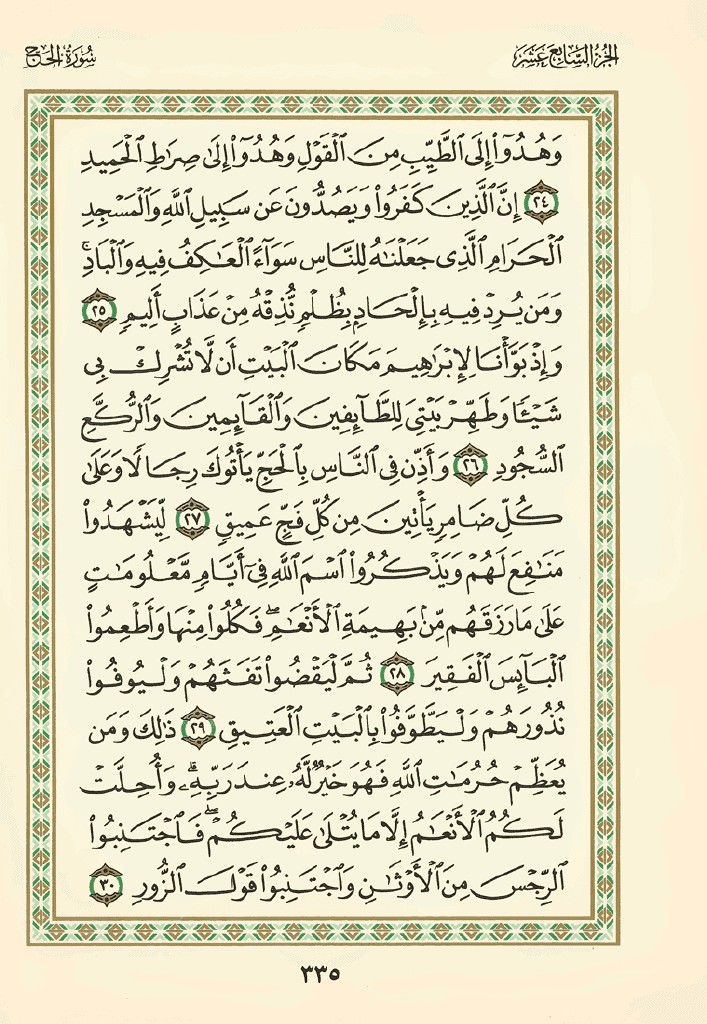 الجزء السابع عشر
سورة الحج
وَهُدُوٓا۟ إِلَى ٱلطَّيِّبِ مِنَ ٱلْقَوْلِ وَهُدُوٓا۟ إِلَىٰ صِرَٰطِ ٱلْحَمِيدِ
٢٤ إِنَّ ٱلَّذِينَ كَفَرُوا۟ وَيَصُدُّونَ عَن سَبِيلِ ٱللَّهِ وَٱلْمَسْجِدِ
ٱلْحَرَامِ ٱلَّذِى جَعَلْنَٰهُ لِلنَّاسِ سَوَآءً ٱلْعَٰكِفُ فِيهِ وَٱلْبَادِ ۚ
وَمَن يُرِدْ فِيهِ بِإِلْحَادٍۭ بِظُلْمٍ نُّذِقْهُ مِنْ عَذَابٍ أَلِيمٍ ٢٥
وَإِذْ بَوَّأْنَا لِإِبْرَٰهِيمَ مَكَانَ ٱلْبَيْتِ أَن لَّا تُشْرِكْ بِى
شَيْـًٔا وَطَهِّرْ بَيْتِىَ لِلطَّآئِفِينَ وَٱلْقَآئِمِينَ وَٱلرُّكَّعِ
ٱلسُّجُودِ ٢٦ وَأَذِّن فِى ٱلنَّاسِ بِٱلْحَجِّ يَأْتُوكَ رِجَالًا وَعَلَىٰ
كُلِّ ضَامِرٍ يَأْتِينَ مِن كُلِّ فَجٍّ عَمِيقٍ ٢٧ لِّيَشْهَدُوا۟
مَنَٰفِعَ لَهُمْ وَيَذْكُرُوا۟ ٱسْمَ ٱللَّهِ فِىٓ أَيَّامٍ مَّعْلُومَٰتٍ
عَلَىٰ مَا رَزَقَهُم مِّنۢ بَهِيمَةِ ٱلْأَنْعَٰمِ ۖ فَكُلُوا۟ مِنْهَا وَأَطْعِمُوا۟
ٱلْبَآئِسَ ٱلْفَقِيرَ ٢٨ ثُمَّ لْيَقْضُوا۟ تَفَثَهُمْ وَلْيُوفُوا۟
نُذُورَهُمْ وَلْيَطَّوَّفُوا۟ بِٱلْبَيْتِ ٱلْعَتِيقِ ٢٩ ذَٰلِكَ وَمَن
يُعَظِّمْ حُرُمَٰتِ ٱللَّهِ فَهُوَ خَيْرٌ لَّهُۥ عِندَ رَبِّهِۦ ۗ وَأُحِلَّتْ
لَكُمُ ٱلْأَنْعَٰمُ إِلَّا مَا يُتْلَىٰ عَلَيْكُمْ ۖ فَٱجْتَنِبُوا۟
ٱلرِّجْسَ مِنَ ٱلْأَوْثَٰنِ وَٱجْتَنِبُوا۟ قَوْلَ ٱلزُّورِ ٣٠
٣٣٥